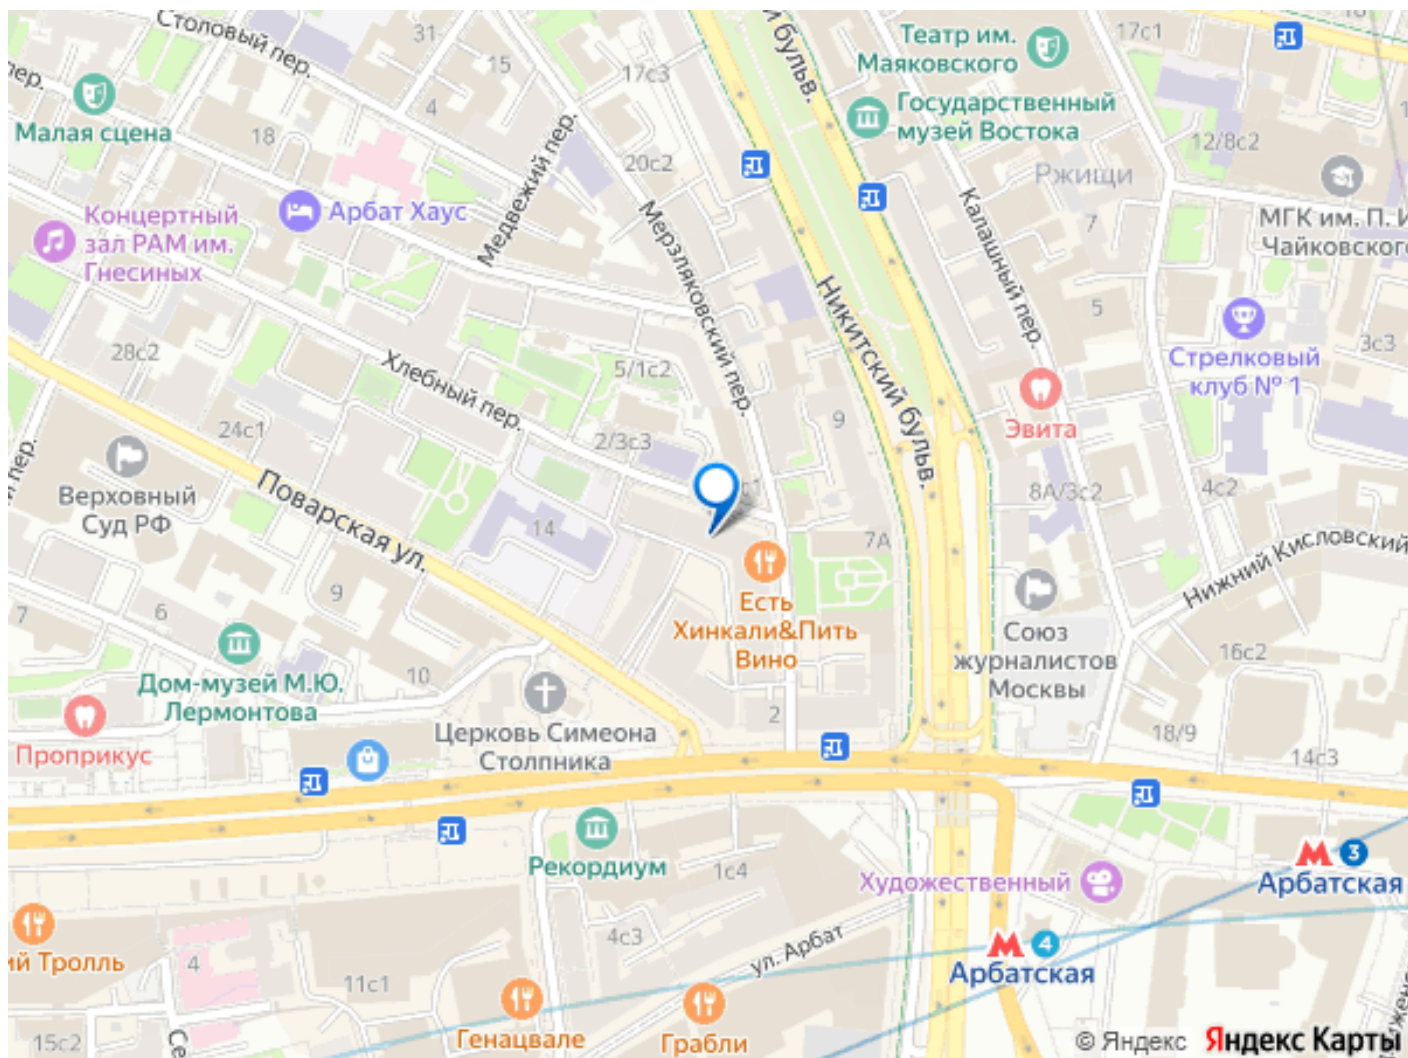 Столовый пер.
31
15
17с3
й бульв.
Театр им.
Маяковского
17с1
16
Малая сцена
4
18
Государственный
музей Востока
12/8с2
20с2
Медвежий пер.
Мерзляковский пер.
Ржищи
7
Калашный пер.
МГК им. П. И
Чайковского
Концертный
зал РАМ им.
Гнесиных
Арбат Хаус
Никитский бульв.
5
28с2
Хлебный пер.
5/1с2
Стрелковый
клуб № 1
3с3
24с1
2/3с3
9
Эвита
Верховный
Суд РФ
Поварская ул.
14
с1
7А
8А/3с2
4с2
Нижний Кисловский
9
7
6
Есть
Хинкали&Пить
Вино
Союз
журналистов
Москвы
16с2
Дом-музей М.Ю.
Лермонтова
10
Проприкус
Церковь Симеона
Столпника
2
18/9
14с3
Рекордиум
1с4
Художественный
3
Арбатская
4с3
ул. Арбат
4
Арбатская
ий Тролль
4
11с1
15с2
Генацвале
Грабли
© Яндекс Яндекс Карты